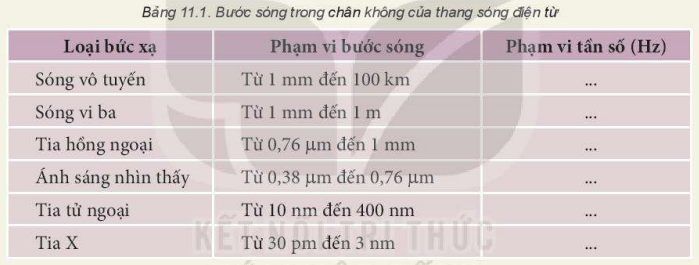 Bảng 11.1. Bước sóng trong chân không của thang sóng điện từ
Loại bức xạ Phạm vi bước sóng Phạm vi tần số (Hz)
Sóng vô tuyến Từ 1 mm đến 100 km ...
Sóng vi ba Từ 1 mm đến 1 m ...
Tia hồng ngoại Từ 0,76 μm đến 1 mm ...
Ánh sáng nhìn thấy Từ 0,38 μm đến 0,76 μm ...
Tia tử ngoại Từ 10 nm đến 400 nm ...
Tia X Từ 30 pm đến 3 nm ...
KẾT NỐI TRI THỨC